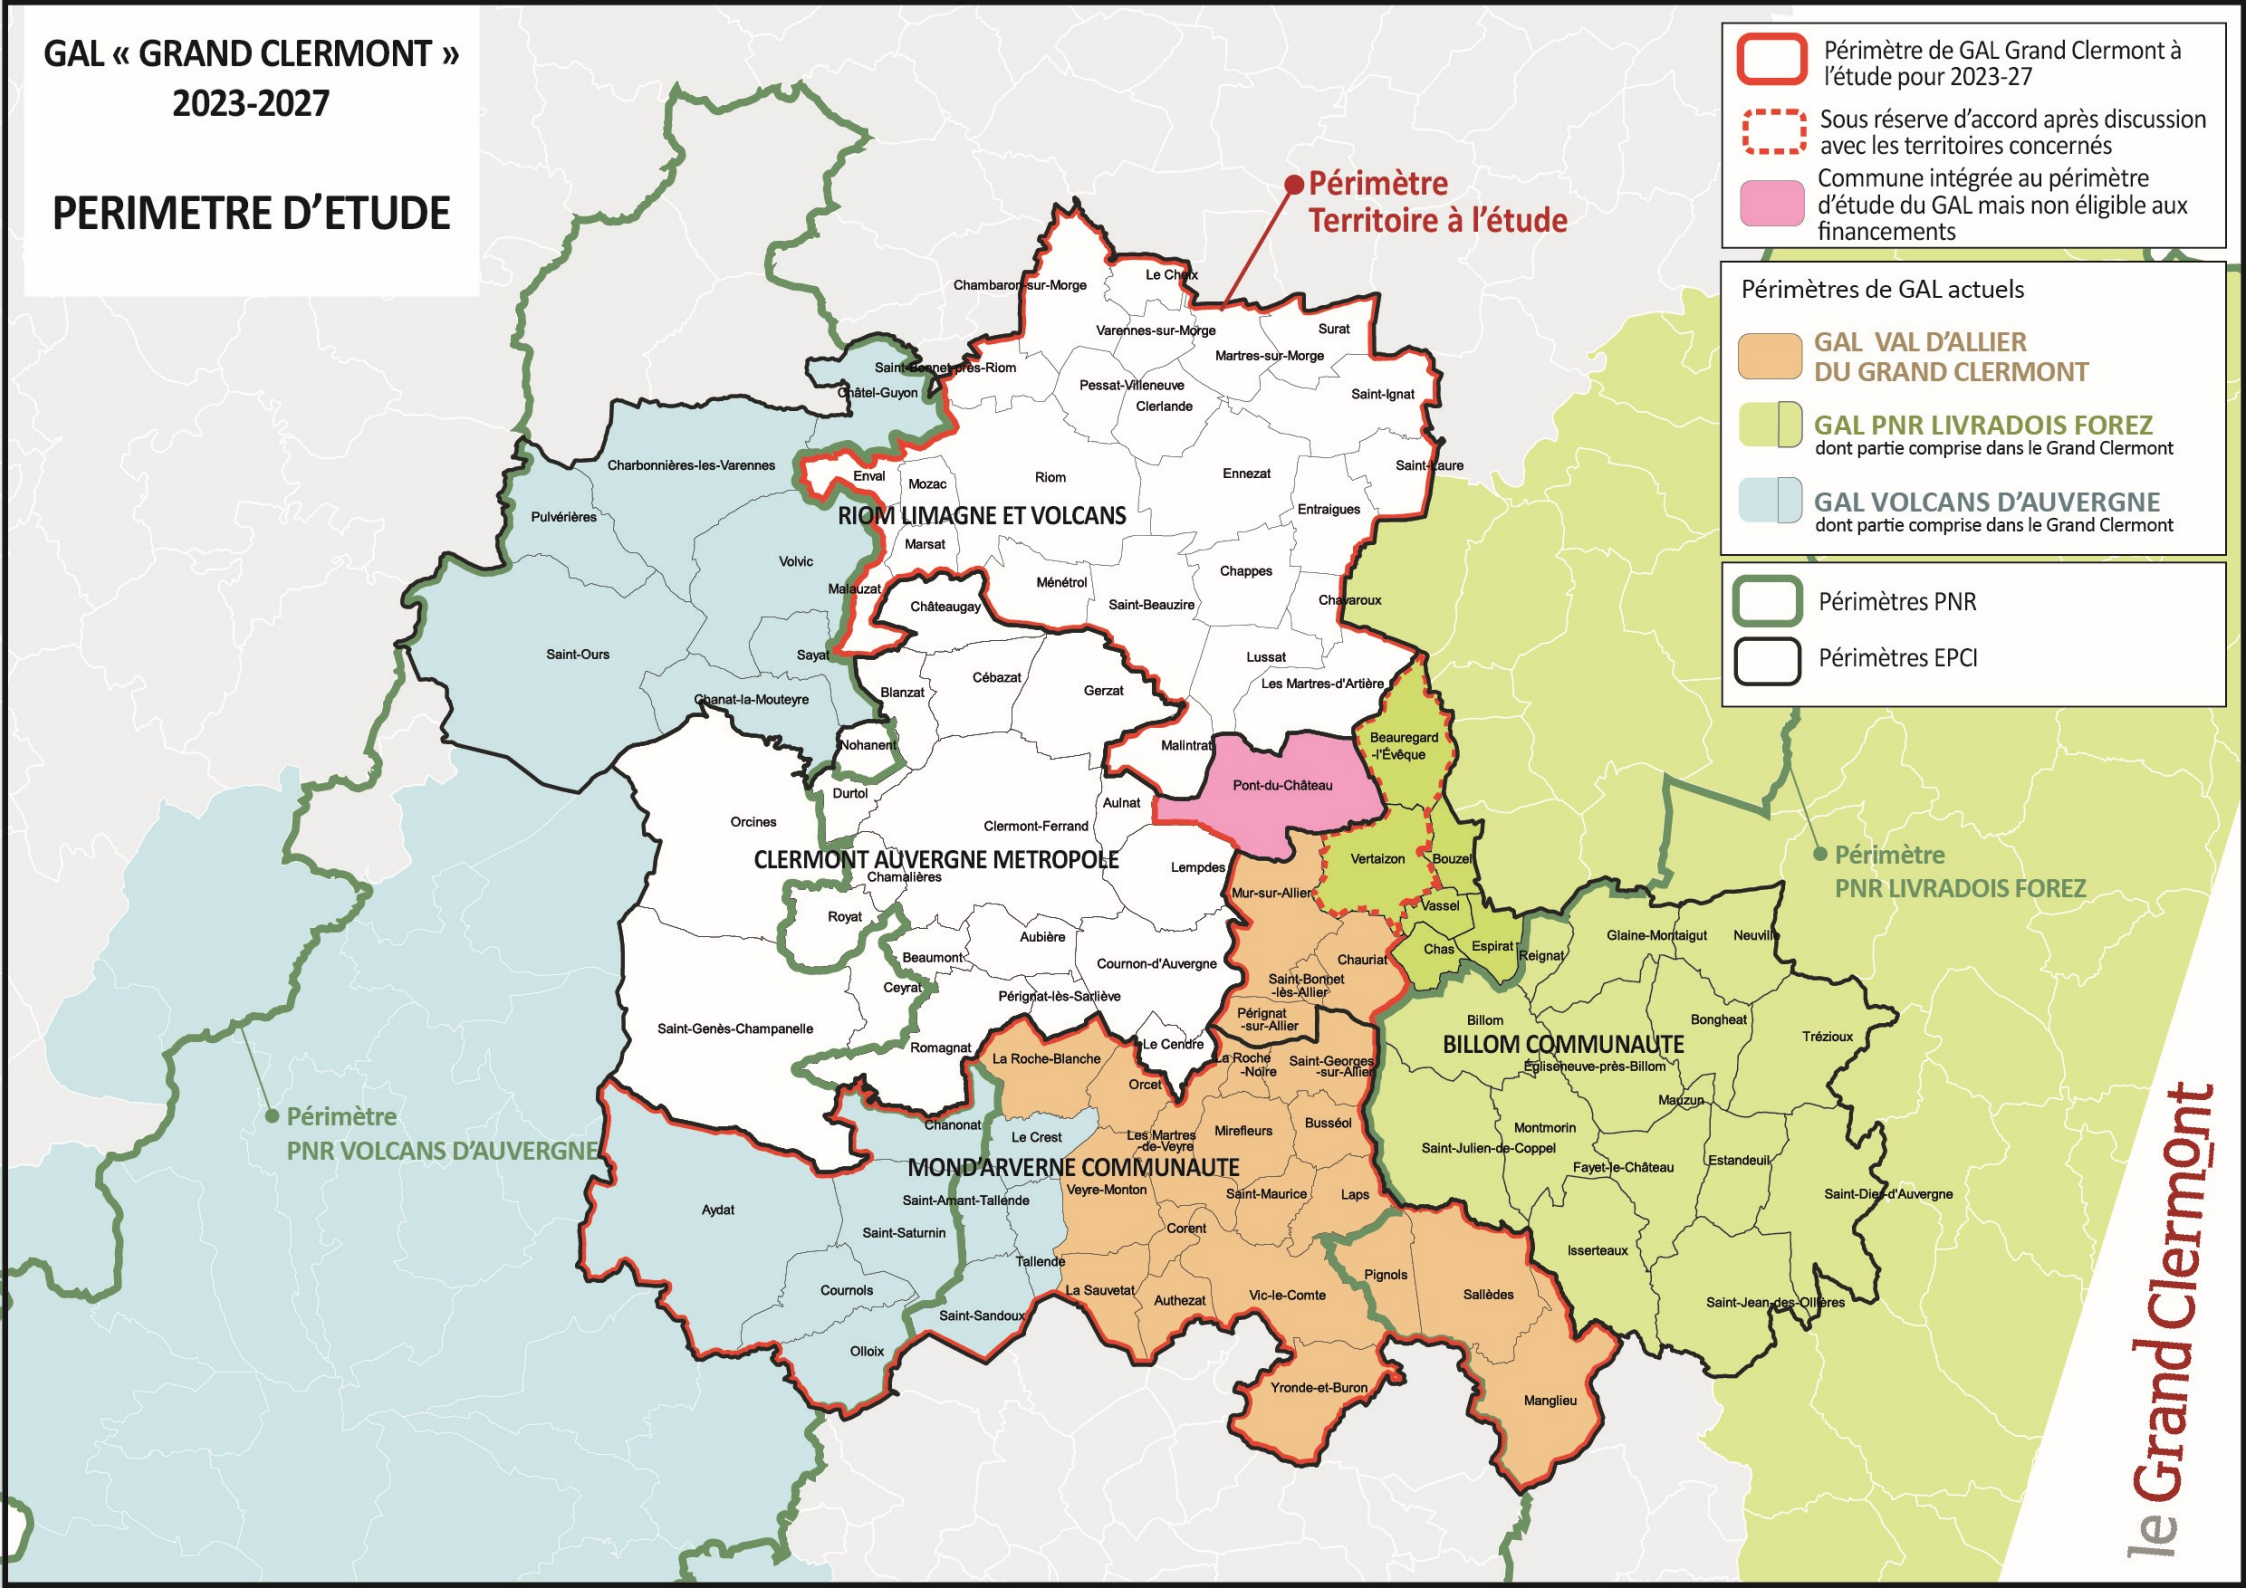 GAL « GRAND CLERMONT »
2023-2027
PERIMETRE D'ETUDE
Périmètre de GAL Grand Clermont à
l'étude pour 2023-27
Sous réserve d'accord après discussion
avec les territoires concernés
Commune intégrée au périmètre
d'étude du GAL mais non éligible aux
financements
Périmètres de GAL actuels
GAL VAL D'ALLIER
DU GRAND CLERMONT
GAL PNR LIVRADOIS FOREZ
dont partie comprise dans le Grand Clermont
GAL VOLCANS D'AUVERGNE
dont partie comprise dans le Grand Clermont
Périmètres PNR
Périmètres EPCI
Périmètre
Territoire à l'étude
Chambaron-sur-Morge
Le Cheix
Varennes-sur-Morge
Surat
Martres-sur-Morge
Saint-Bonnet-près-Riom
Châtel-Guyon
Pessat-Villeneuve
Clerlande
Saint-Ignat
Charbonnières-les-Varennes
Enval
Mozac
Riom
Ennezat
Saint-Laure
Pulvérières
RIOM LIMAGNE ET VOLCANS
Entraigues
Marsat
Volvic
Malauzat
Ménétrol
Chappes
Châteaugay
Saint-Beauzire
Chavaroux
Saint-Ours
Sayat
Lussat
Les Martres-d'Artière
Chanat-la-Mouteyre
Blanzat
Cébazat
Gerzat
Nohanent
Malintrat
Beauregard
-l'Évêque
Pont-du-Château
Durtol
Aulnat
Orcines
Clermont-Ferrand
CLERMONT AUVERGNE METROPOLE
Chamalières
Lempdes
Vertaizon
Bouzel
Périmètre
PNR LIVRADOIS FOREZ
Mur-sur-Allier
Vassel
Royat
Aubière
Beaumont
Cournon-d'Auvergne
Chauriat
Chas
Espirat
Reignat
Glaine-Montaigut
Neuville
Ceyrat
Pérignat-lès-Sarliève
Saint-Bonnet
-lès-Allier
Pérignat
-sur-Allier
Saint-Genès-Champanelle
Romagnat
Le Cendre
Billom
Bongheat
Trézioux
BILLOM COMMUNAUTE
Égliseneuve-près-Billom
La Roche-Blanche
Orcet
La Roche
-Noire
Saint-Georges
-sur-Allier
Mauzun
Périmètre
PNR VOLCANS D'AUVERGNE
Chanonat
Le Crest
Les Martres
-de-Veyre
Mirefleurs
Busséol
Montmorin
Saint-Julien-de-Coppel
Fayet-le-Château
Estandeuil
MOND'ARVERNE COMMUNAUTE
Veyre-Monton
Saint-Maurice
Laps
Saint-Dier-d'Auvergne
Aydat
Saint-Amant-Tallende
Saint-Saturnin
Corent
Isserteaux
Tallende
Cournols
La Sauvetat
Authezat
Vic-le-Comte
Pignols
Sallèdes
Saint-Jean-des-Ollières
Saint-Sandoux
Olloix
Yronde-et-Buron
Manglieu
le Grand Clermont